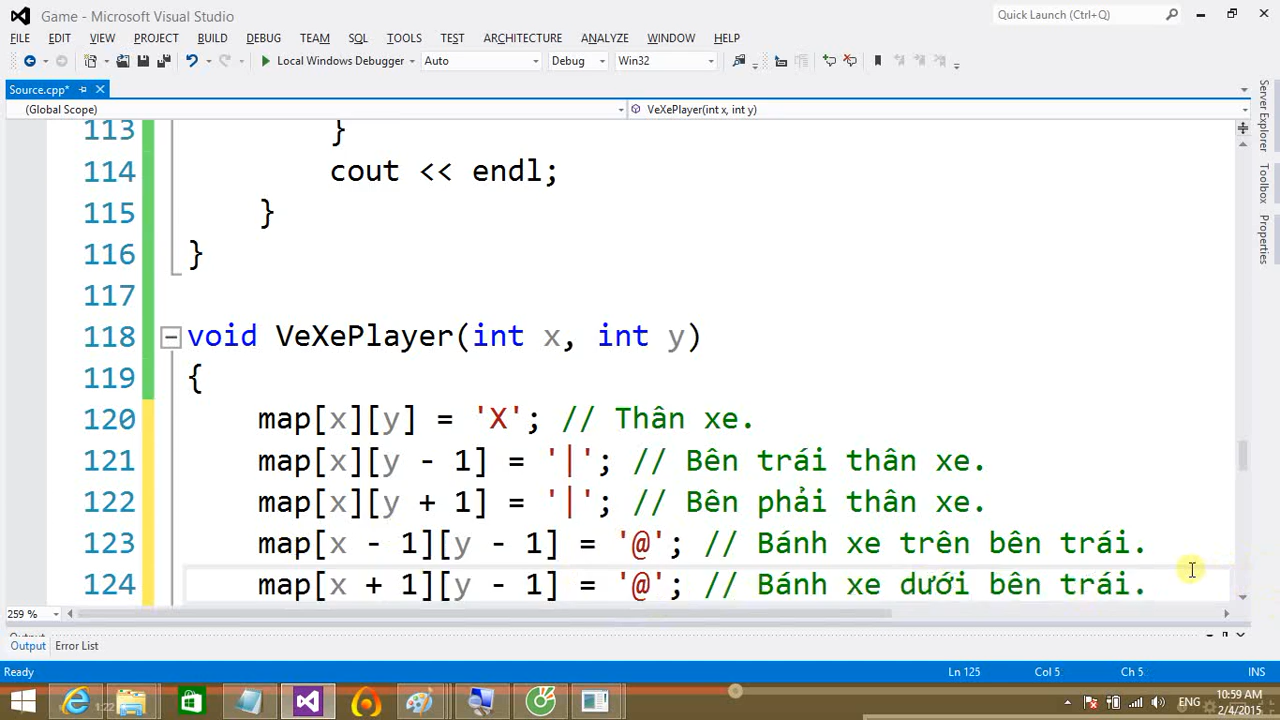 Game - Microsoft Visual Studio
Quick Launch (Ctrl+Q)
FILE EDIT VIEW PROJECT BUILD DEBUG TEAM SQL TOOLS TEST ARCHITECTURE ANALYZE WINDOW HELP
Local Windows Debugger Auto Debug Win32
Source.cpp*
(Global Scope) VeXePlayer(int x, int y)
113 }
114 cout << endl;
115 }
116 }
117
118 void VeXePlayer(int x, int y)
119 {
120 map[x][y] = 'X'; // Thân xe.
121 map[x][y - 1] = '|'; // Bên trái thân xe.
122 map[x][y + 1] = '|'; // Bên phải thân xe.
123 map[x - 1][y - 1] = '@'; // Bánh xe trên bên trái.
124 map[x + 1][y - 1] = '@'; // Bánh xe dưới bên trái.
259 %
Output Error List
Ready Ln 125 Col 5 Ch 5 INS
Server Explorer
Toolbox
Properties
1:22
ENG
10:59 AM
2/4/2015